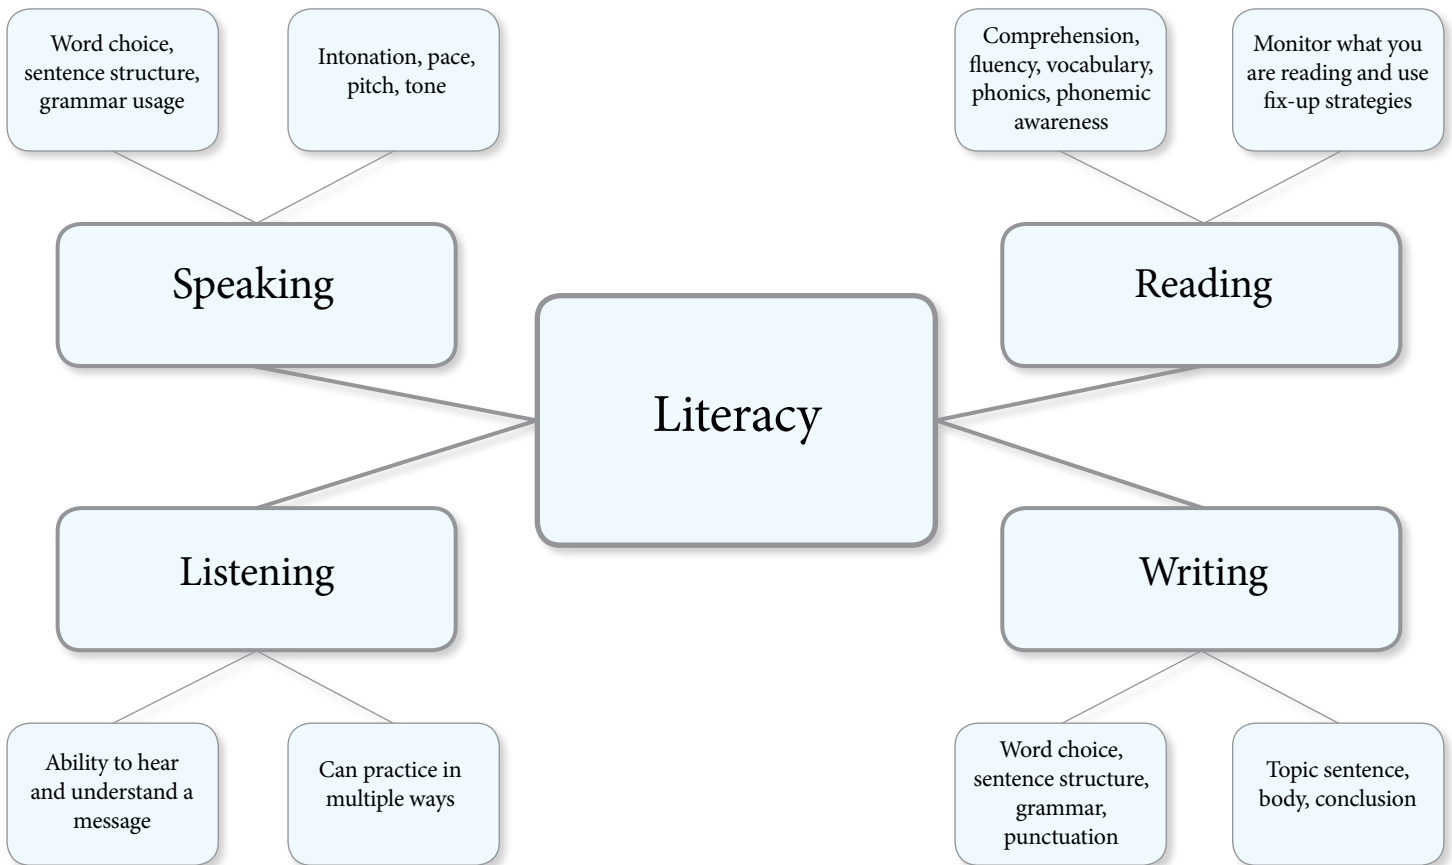 Word choice,
sentence structure,
grammar usage
Intonation, pace,
pitch, tone
Comprehension,
fluency, vocabulary,
phonics, phonemic
awareness
Monitor what you
are reading and use
fix-up strategies
Speaking
Reading
Literacy
Listening
Writing
Ability to hear
and understand a
message
Can practice in
multiple ways
Word choice,
sentence structure,
grammar,
punctuation
Topic sentence,
body, conclusion